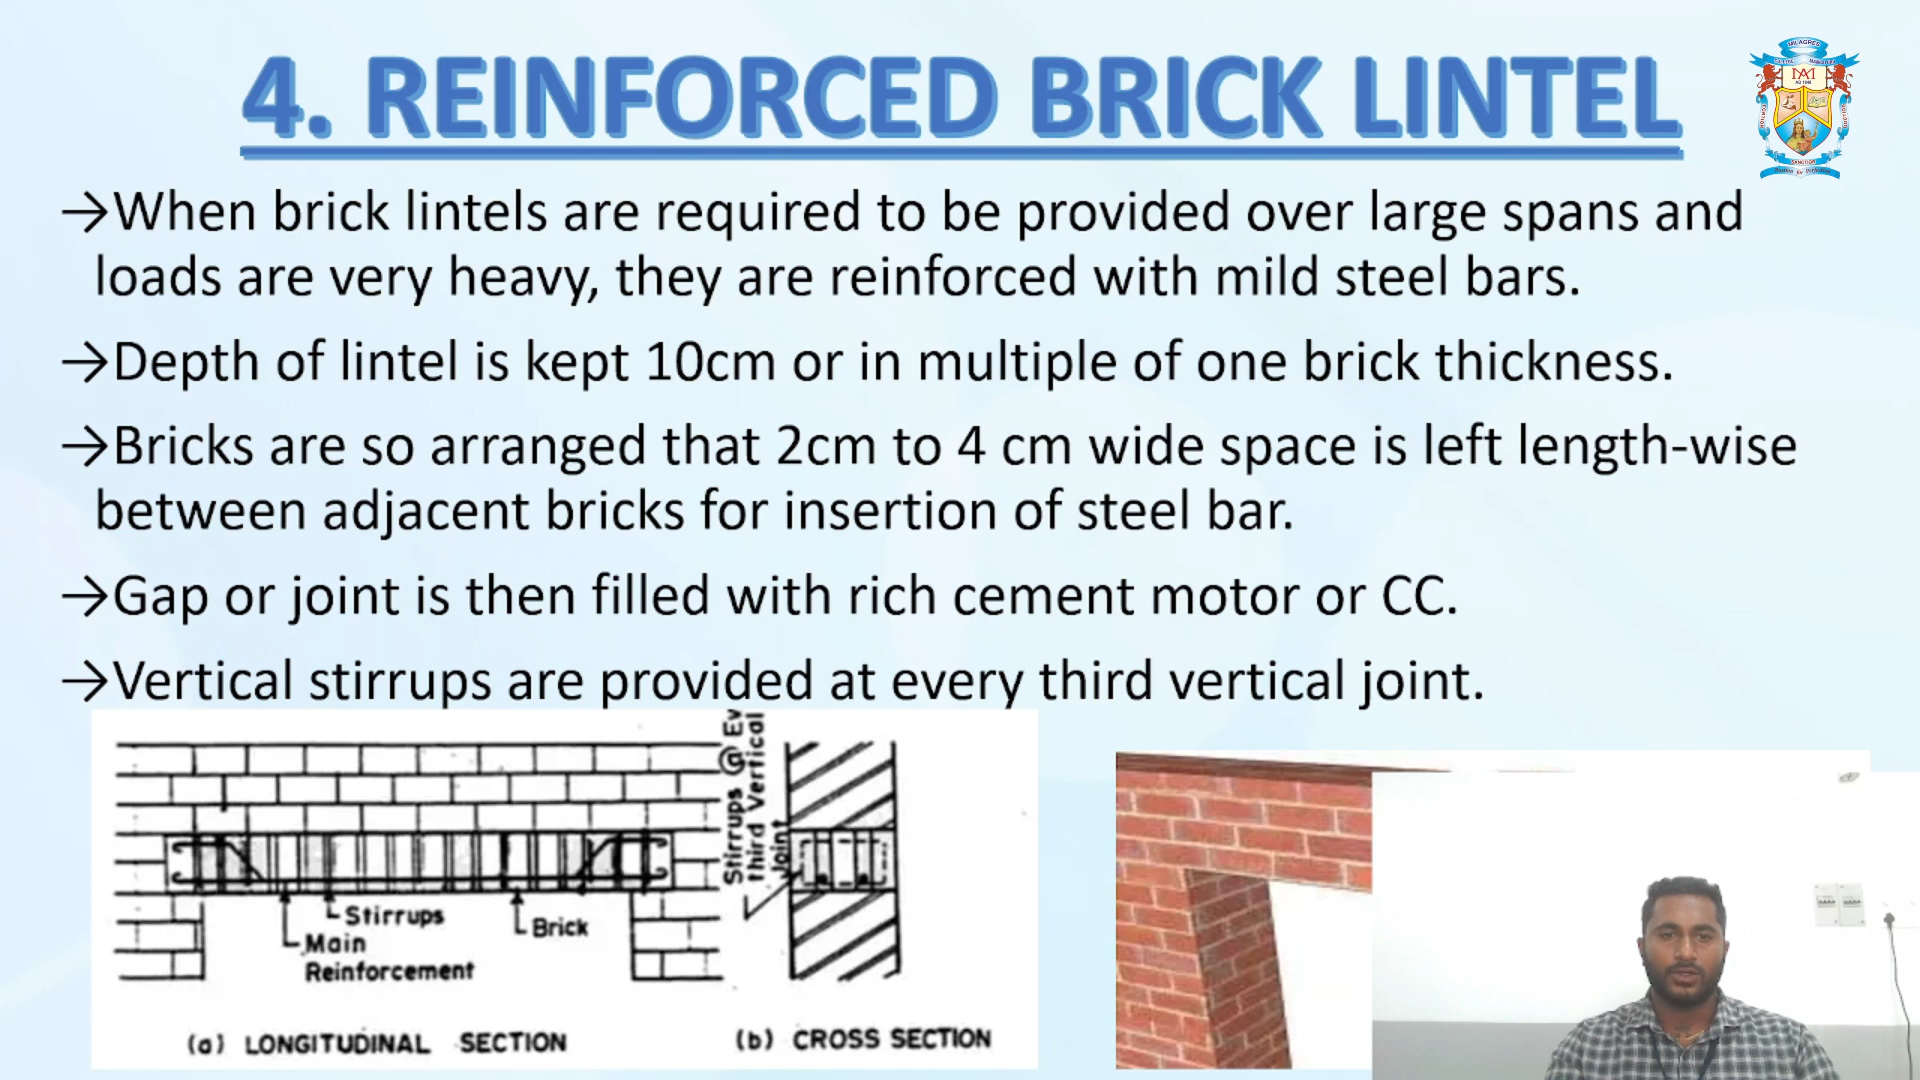 4. REINFORCED BRICK LINTEL
MILAGRES
→When brick lintels are required to be provided over large spans and
loads are very heavy, they are reinforced with mild steel bars.
→Depth of lintel is kept 10cm or in multiple of one brick thickness.
→Bricks are so arranged that 2cm to 4 cm wide space is left length-wise
between adjacent bricks for insertion of steel bar.
→Gap or joint is then filled with rich cement motor or CC.
→Vertical stirrups are provided at every third vertical joint.
Stirrups @ Ev
third Vertical
Joint
Stirrups
Brick
Main
Reinforcement
(a) LONGITUDINAL SECTION
(b) CROSS SECTION